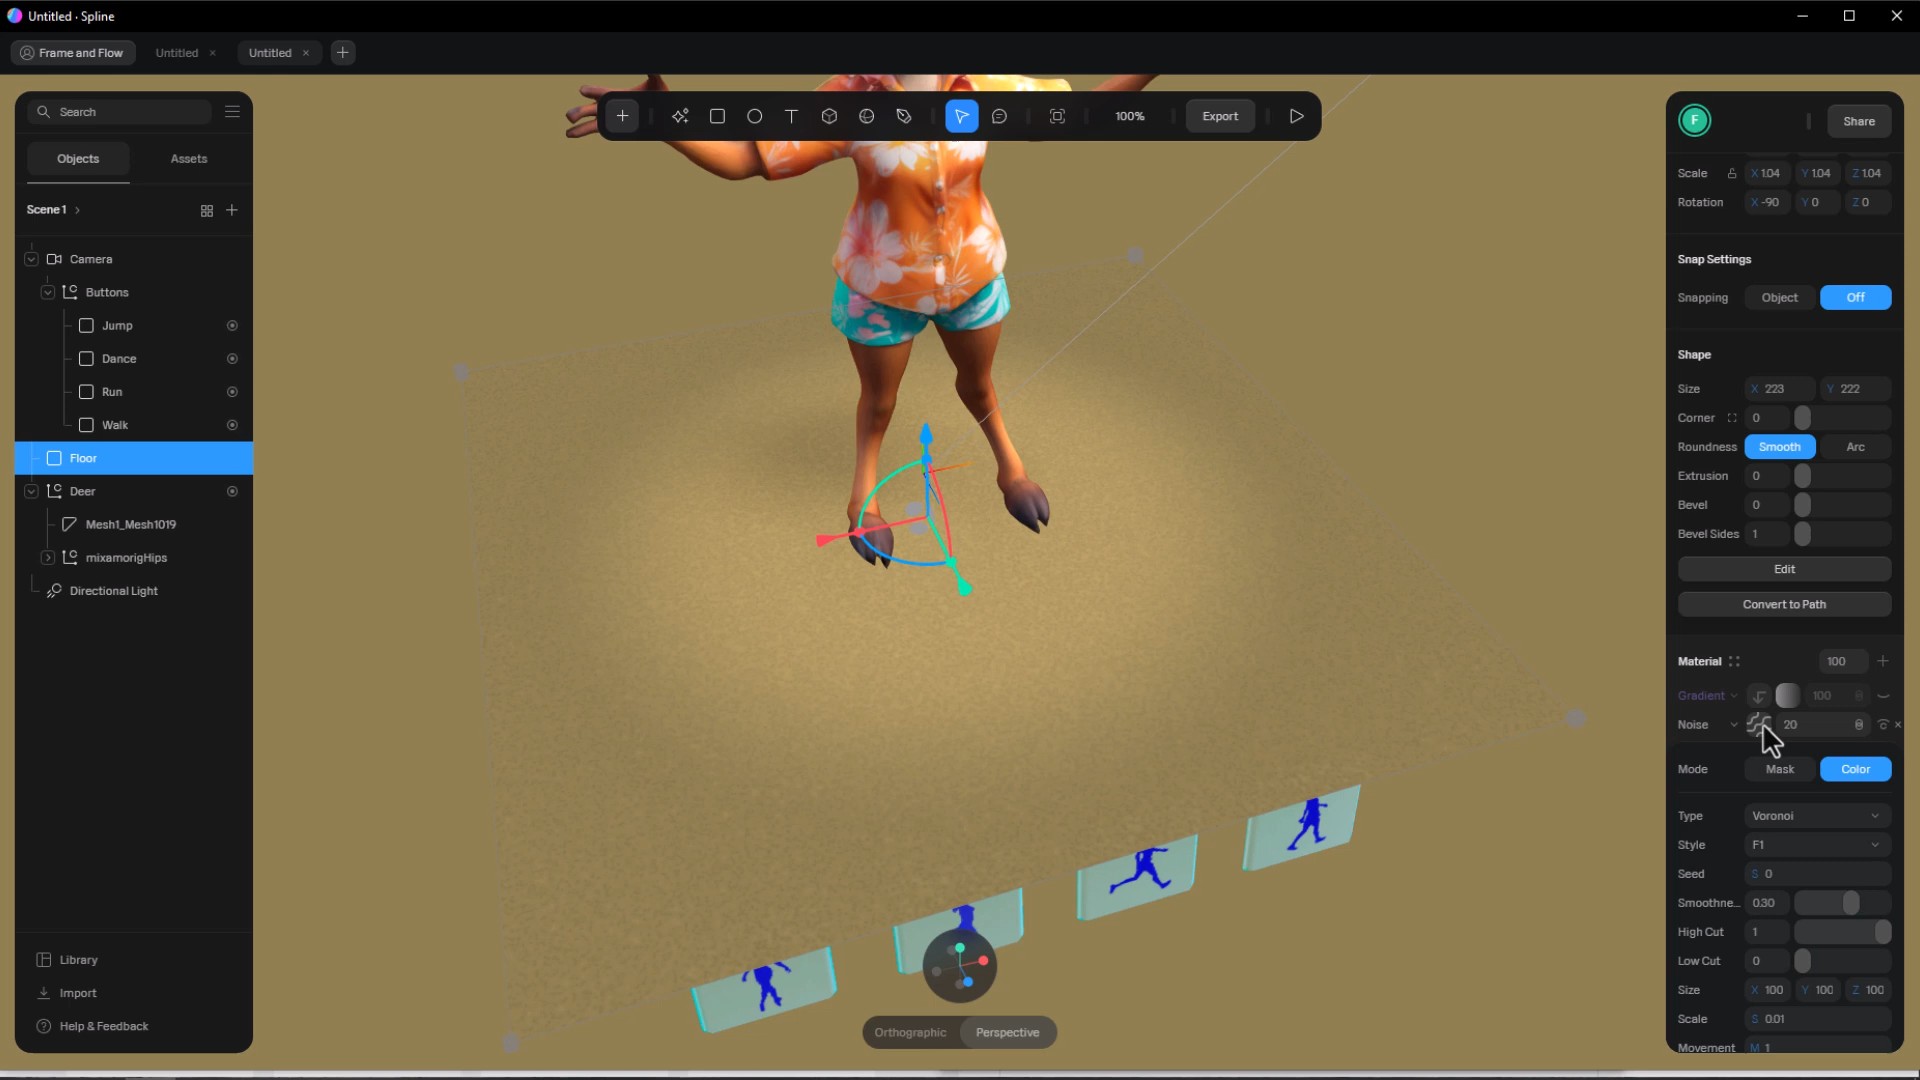 Untitled · Spline
Frame and Flow
Untitled
Untitled
Search
Objects
Assets
Scene 1
Camera
Buttons
Jump
Dance
Run
Walk
Floor
Deer
Mesh1_Mesh1019
mixamorigHips
Directional Light
Library
Import
Help & Feedback
T
100%
Export
Orthographic
Perspective
F
Share
Scale X 1.04 Y 1.04 Z 1.04
Rotation X -90 Y 0 Z 0
Snap Settings
Snapping Object Off
Shape
Size X 223 Y 222
Corner 0
Roundness Smooth Arc
Extrusion 0
Bevel 0
Bevel Sides 1
Edit
Convert to Path
Material 100
Gradient 100
Noise 20
Mode Mask Color
Type Voronoi
Style F1
Seed S 0
Smoothne... 0.30
High Cut 1
Low Cut 0
Size X 100 Y 100 Z 100
Scale S 0.01
Movement M 1